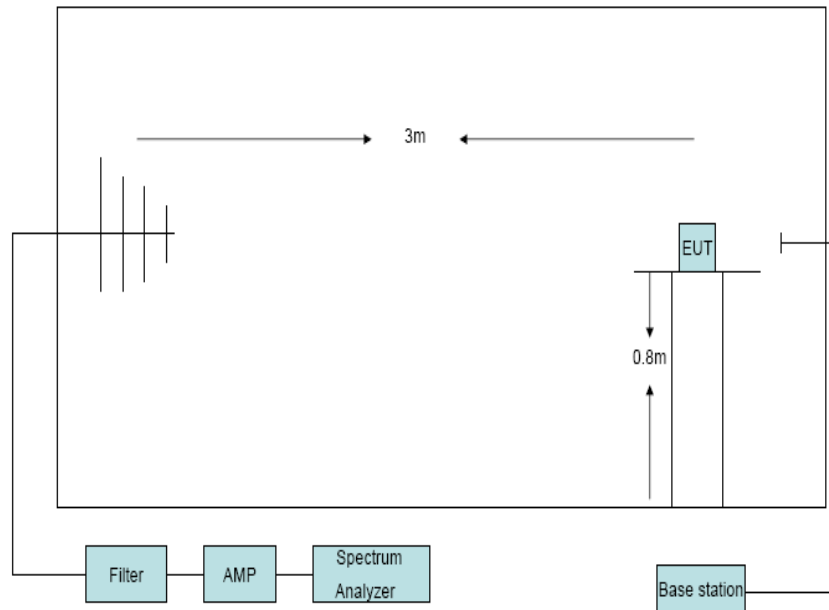 3m
EUT
0.8m
Filter
AMP
Spectrum
Analyzer
Base station